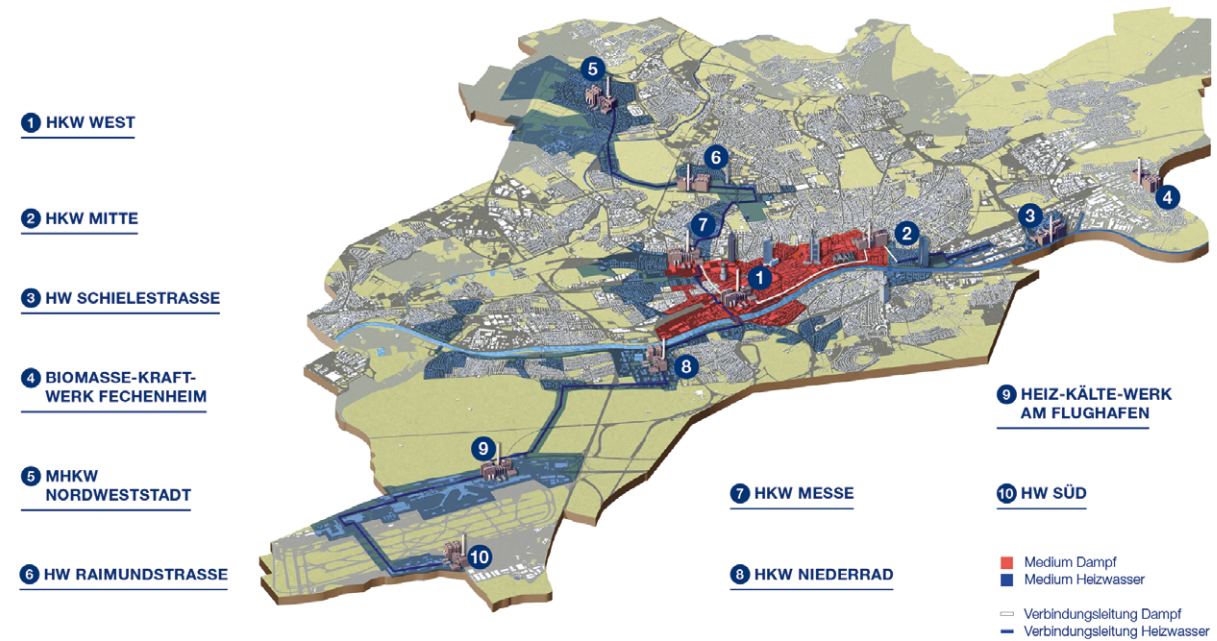 1 HKW WEST
2 HKW MITTE
3 HW SCHIELESTRASSE
4 BIOMASSE-KRAFT-
WERK FECHENHEIM
5 MHKW
NORDWESTSTADT
6 HW RAIMUNDSTRASSE
5
6
7
1
2
3
4
8
9
10
7 HKW MESSE
8 HKW NIEDERRAD
9 HEIZ-KÄLTE-WERK
AM FLUGHAFEN
10 HW SÜD
Medium Dampf
Medium Heizwasser
Verbindungsleitung Dampf
Verbindungsleitung Heizwasser